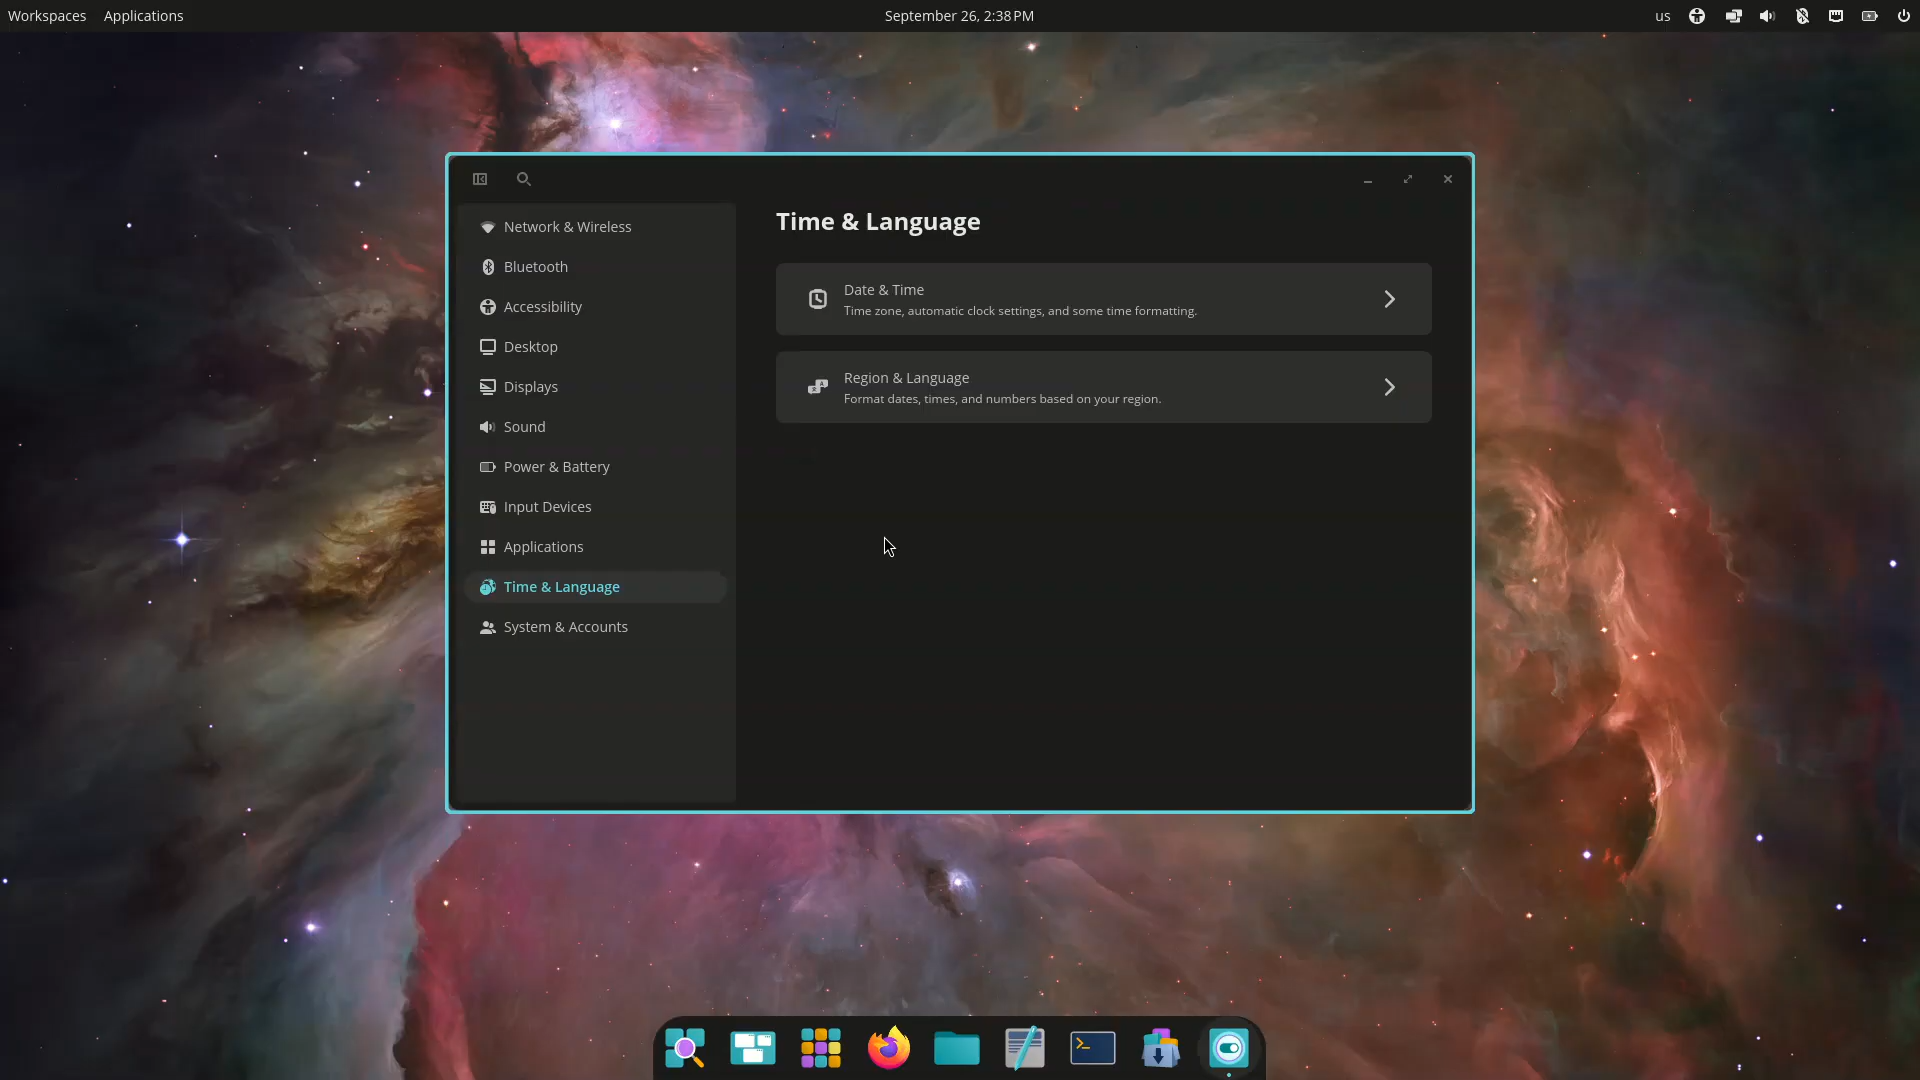 Workspaces Applications September 26, 2:38 PM us
Time & Language
Network & Wireless
Bluetooth
Accessibility
Desktop
Displays
Sound
Power & Battery
Input Devices
Applications
Time & Language
System & Accounts
Date & Time
Time zone, automatic clock settings, and some time formatting.
Region & Language
Format dates, times, and numbers based on your region.